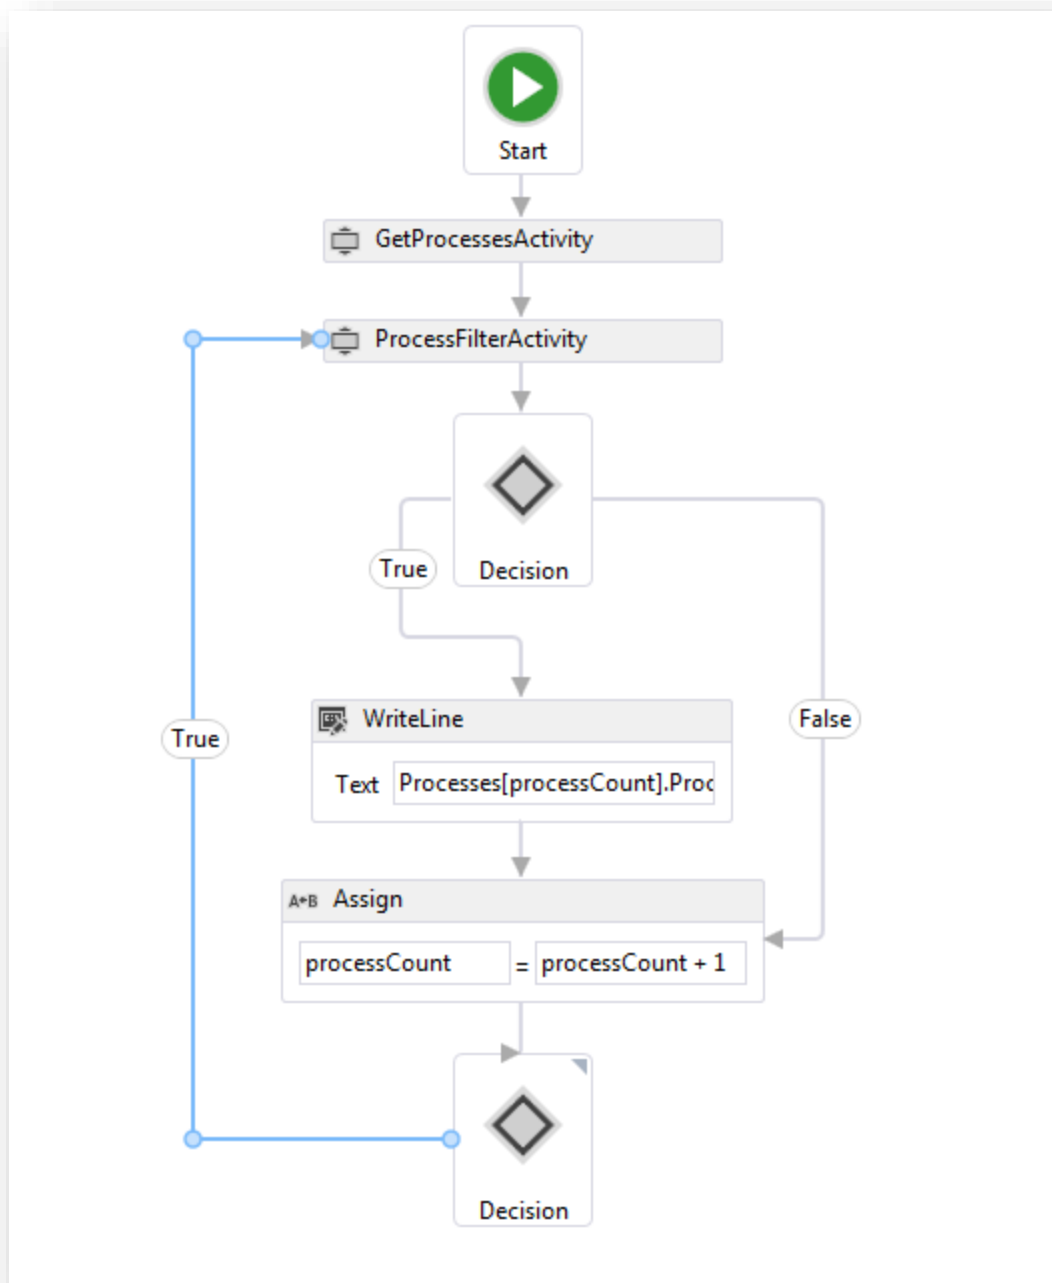 Start
GetProcessesActivity
ProcessFilterActivity
Decision
True
WriteLine
False
True
Text Processes[processCount].Proc
A←B Assign
processCount = processCount + 1
Decision